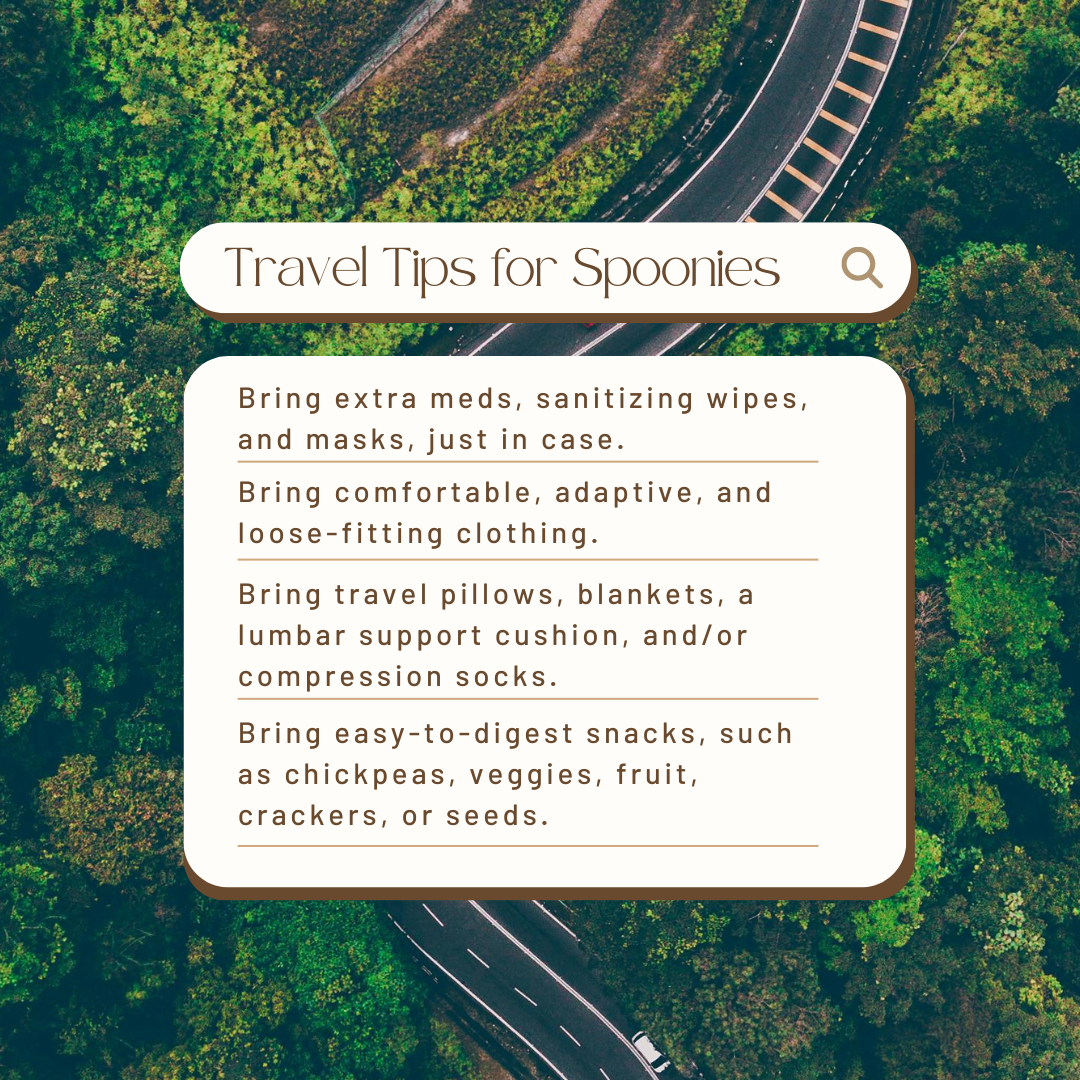 Travel Tips for Spoonies
Bring extra meds, sanitizing wipes,
and masks, just in case.
Bring comfortable, adaptive, and
loose-fitting clothing.
Bring travel pillows, blankets, a
lumbar support cushion, and/or
compression socks.
Bring easy-to-digest snacks, such
as chickpeas, veggies, fruit,
crackers, or seeds.